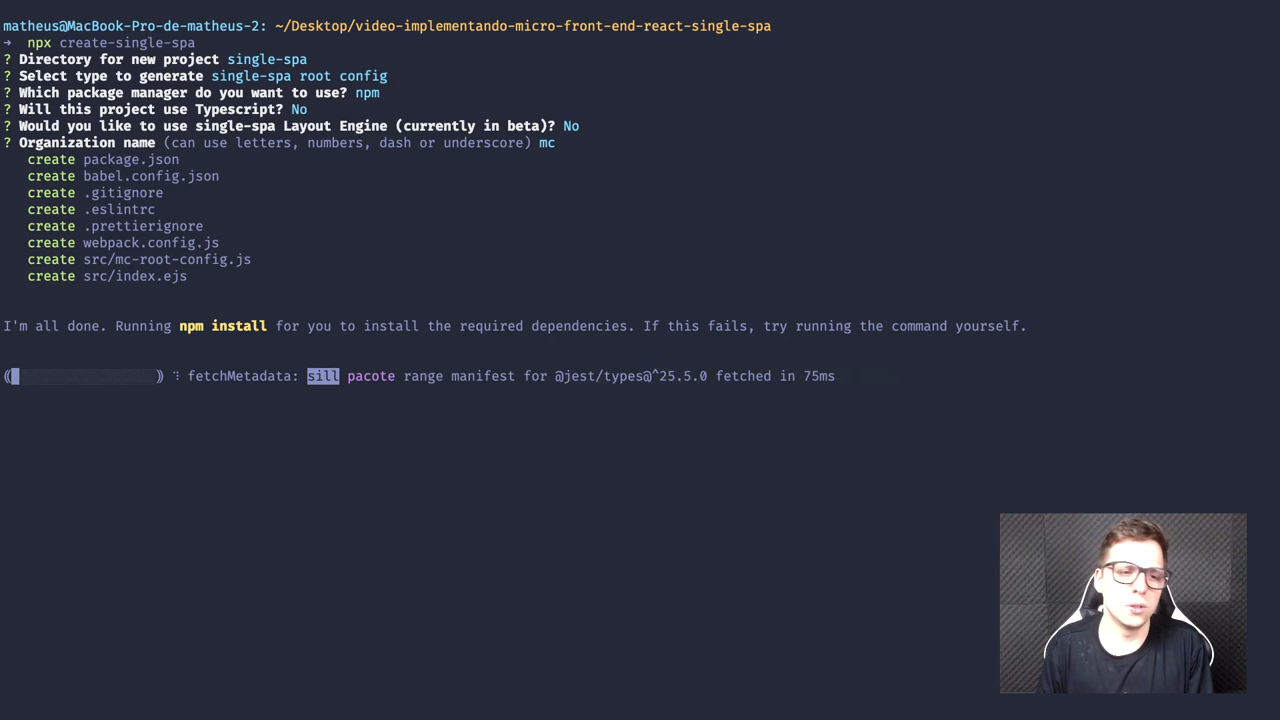 matheus@MacBook-Pro-de-matheus-2: ~/Desktop/video-implementando-micro-front-end-react-single-spa
→ npx create-single-spa
? Directory for new project single-spa
? Select type to generate single-spa root config
? Which package manager do you want to use? npm
? Will this project use Typescript? No
? Would you like to use single-spa Layout Engine (currently in beta)? No
? Organization name (can use letters, numbers, dash or underscore) mc
create package.json
create babel.config.json
create .gitignore
create .eslintrc
create .prettierignore
create webpack.config.js
create src/mc-root-config.js
create src/index.ejs
I'm all done. Running npm install for you to install the required dependencies. If this fails, try running the command yourself.
(█░░░░░░░░░░░░░░░░░) ⠹ fetchMetadata: sill pacote range manifest for @jest/types@^25.5.0 fetched in 75ms